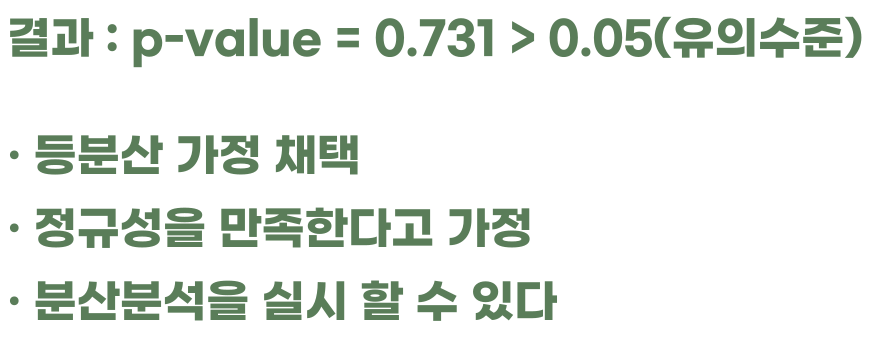 결과 : p-value = 0.731 > 0.05(유의수준)
• 등분산 가정 채택
• 정규성을 만족한다고 가정
• 분산분석을 실시 할 수 있다